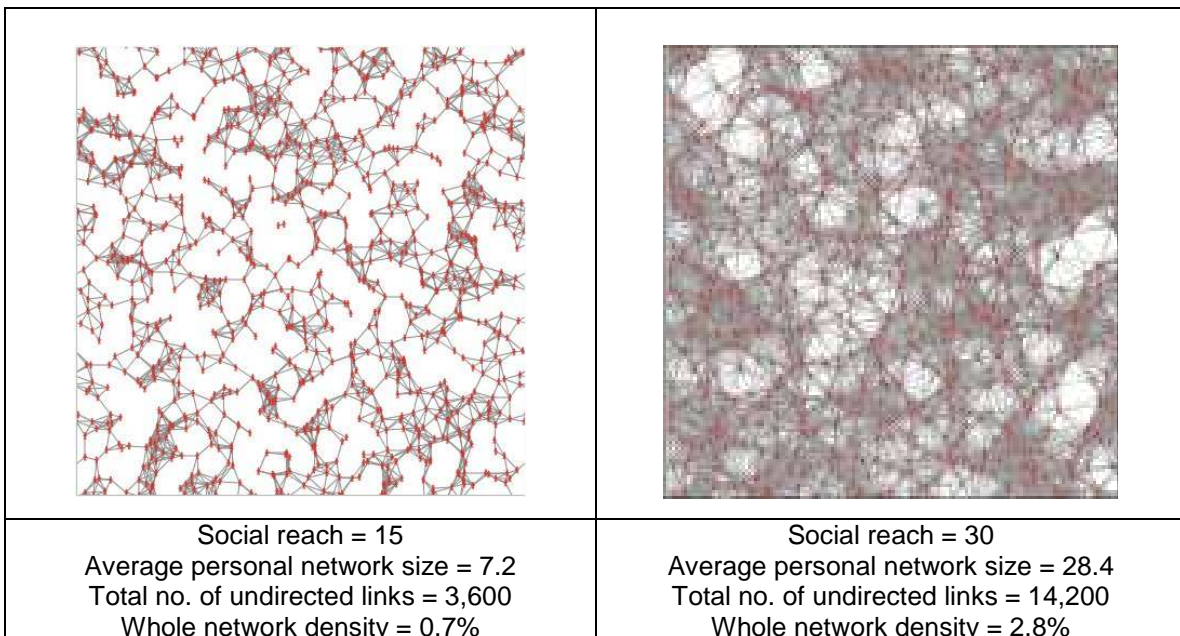 Social reach = 15
Average personal network size = 7.2
Total no. of undirected links = 3,600
Whole network density = 0.7%
Social reach = 30
Average personal network size = 28.4
Total no. of undirected links = 14,200
Whole network density = 2.8%